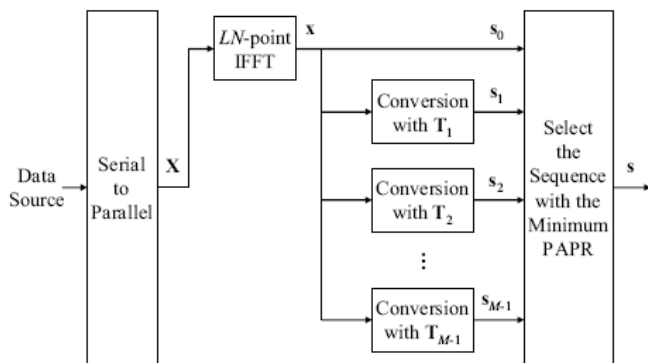 Data
Source
Serial
to
Parallel
X
LN-point
IFFT
x
s0
Conversion
with T1
s1
Conversion
with T2
s2
⋮
Conversion
with TM-1
sM-1
Select
the
Sequence
with the
Minimum
PAPR
s